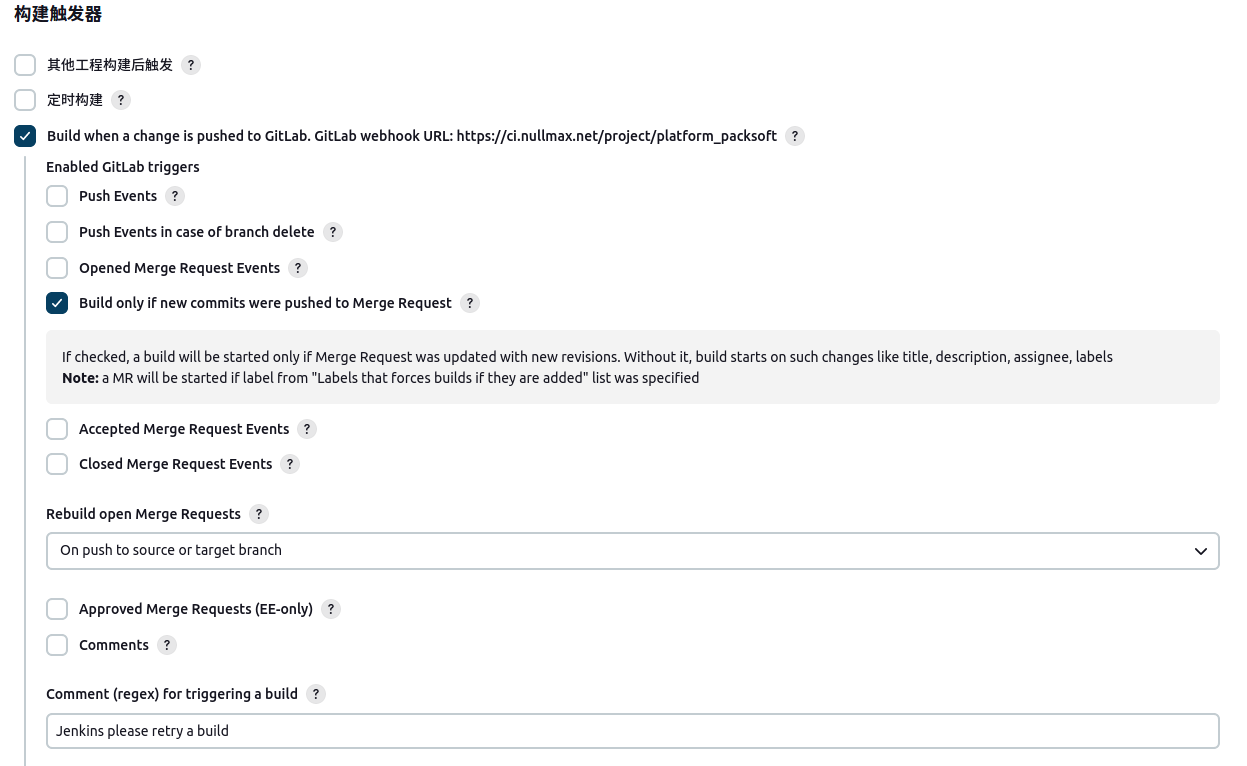 构建触发器
其他工程构建后触发 ?
定时构建 ?
Build when a change is pushed to GitLab. GitLab webhook URL: https://ci.nullmax.net/project/platform_packsoft ?
Enabled GitLab triggers
Push Events ?
Push Events in case of branch delete ?
Opened Merge Request Events ?
Build only if new commits were pushed to Merge Request ?
If checked, a build will be started only if Merge Request was updated with new revisions. Without it, build starts on such changes like title, description, assignee, labels
Note: a MR will be started if label from "Labels that forces builds if they are added" list was specified
Accepted Merge Request Events ?
Closed Merge Request Events ?
Rebuild open Merge Requests ?
On push to source or target branch
Approved Merge Requests (EE-only) ?
Comments ?
Comment (regex) for triggering a build ?
Jenkins please retry a build